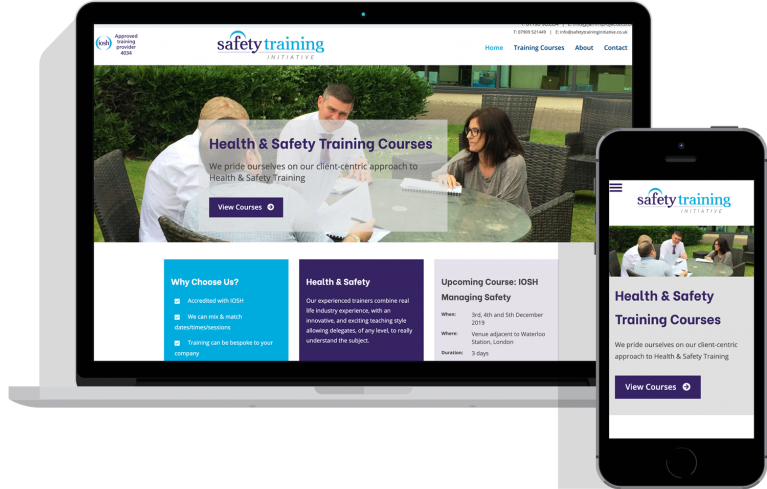 iosh
Approved
training
provider
4034
safetytraining
INITIATIVE
T: 07909 521449 | E: info@safetytraininginitiative.co.uk
Home Training Courses About Contact
Health & Safety Training Courses
We pride ourselves on our client-centric approach to
Health & Safety Training
View Courses
Why Choose Us?
Accredited with IOSH
We can mix & match
dates/times/sessions
Training can be bespoke to your
company
Health & Safety
Our experienced trainers combine real
life industry experience, with an
innovative, and exciting teaching style
allowing delegates, of any level, to really
understand the subject.
Upcoming Course: IOSH
Managing Safety
When: 3rd, 4th and 5th December
2019
Where: Venue adjacent to Waterloo
Station, London
Duration: 3 days
safetytraining
INITIATIVE
Health & Safety
Training Courses
We pride ourselves on our client-centric
approach to Health & Safety Training
View Courses